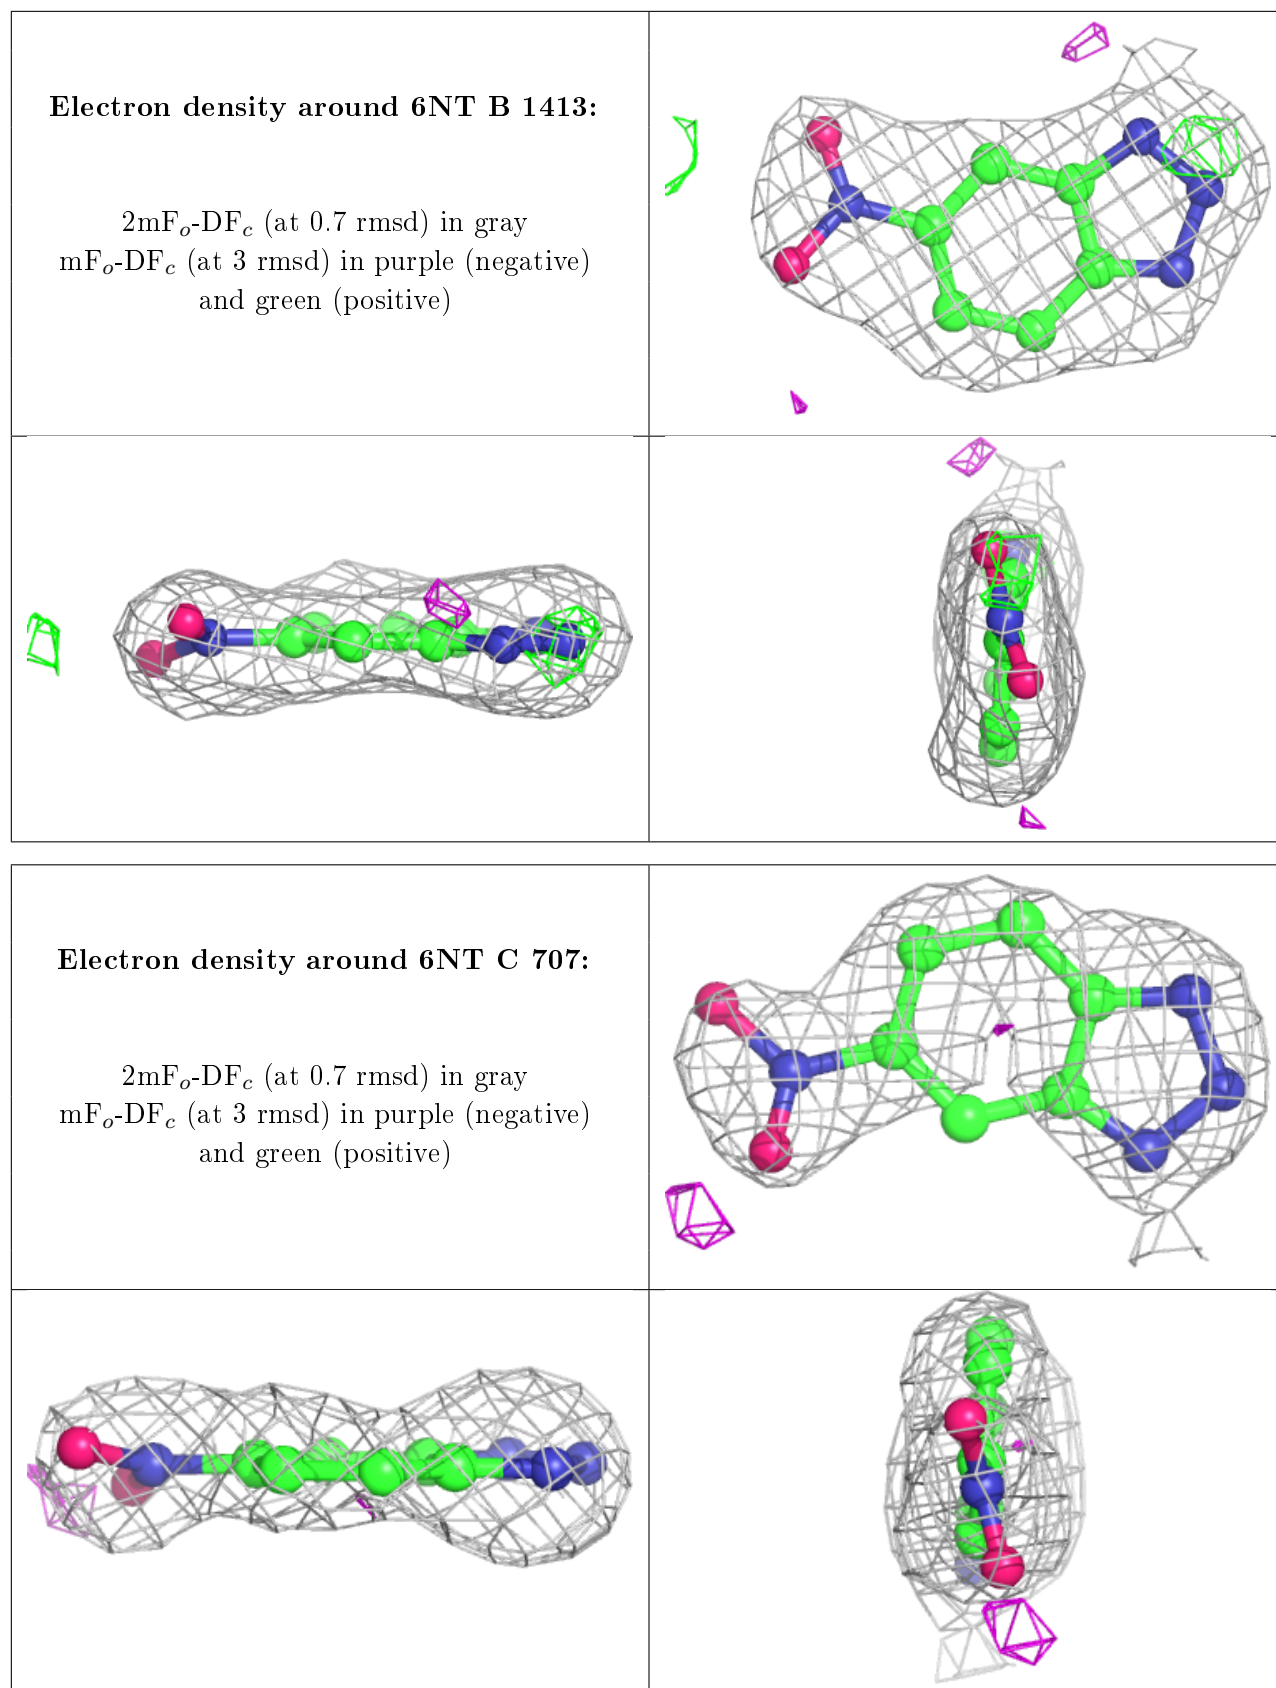 Electron density around 6NT B 1413:
2mFₒ-DF𝒸 (at 0.7 rmsd) in gray
mFₒ-DF𝒸 (at 3 rmsd) in purple (negative)
and green (positive)
Electron density around 6NT C 707:
2mFₒ-DF𝒸 (at 0.7 rmsd) in gray
mFₒ-DF𝒸 (at 3 rmsd) in purple (negative)
and green (positive)